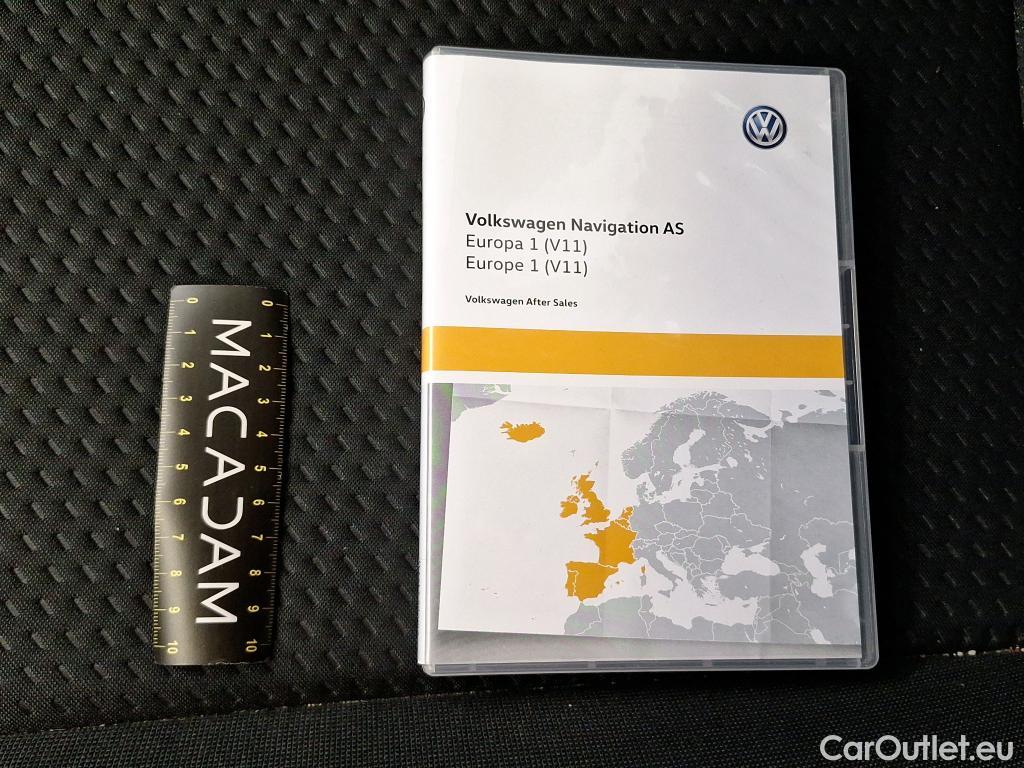 Volkswagen Navigation AS
Europa 1 (V11)
Europe 1 (V11)
Volkswagen After Sales
MACADAM
0 1 2 3 4 5 6 7 8 9 10
0 1 2 3 4 5 6 7 8 9 10
CarOutlet.eu